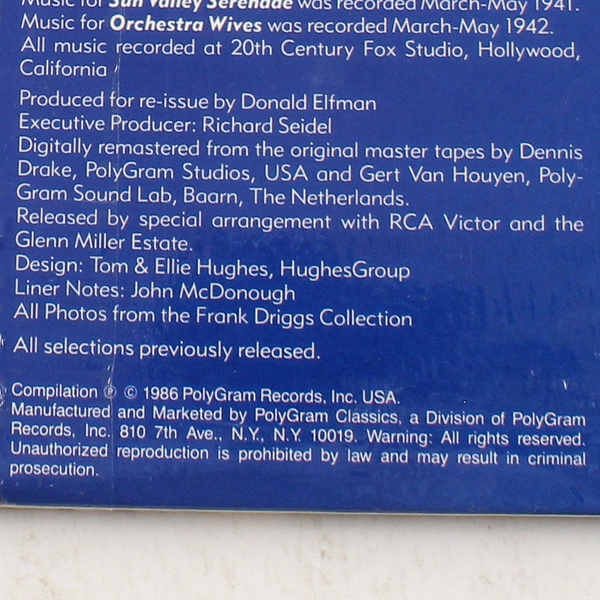 Music for Sun Valley Serenade was recorded March-May 1941.
Music for Orchestra Wives was recorded March-May 1942.
All music recorded at 20th Century Fox Studio, Hollywood,
California
Produced for re-issue by Donald Elfman
Executive Producer: Richard Seidel
Digitally remastered from the original master tapes by Dennis
Drake, PolyGram Studios, USA and Gert Van Houyen, Poly-
Gram Sound Lab, Baarn, The Netherlands.
Released by special arrangement with RCA Victor and the
Glenn Miller Estate.
Design: Tom & Ellie Hughes, HughesGroup
Liner Notes: John McDonough
All Photos from the Frank Driggs Collection
All selections previously released.
Compilation ℗ © 1986 PolyGram Records, Inc. USA.
Manufactured and Marketed by PolyGram Classics, a Division of PolyGram
Records, Inc. 810 7th Ave., N.Y., N.Y. 10019. Warning: All rights reserved.
Unauthorized reproduction is prohibited by law and may result in criminal
prosecution.